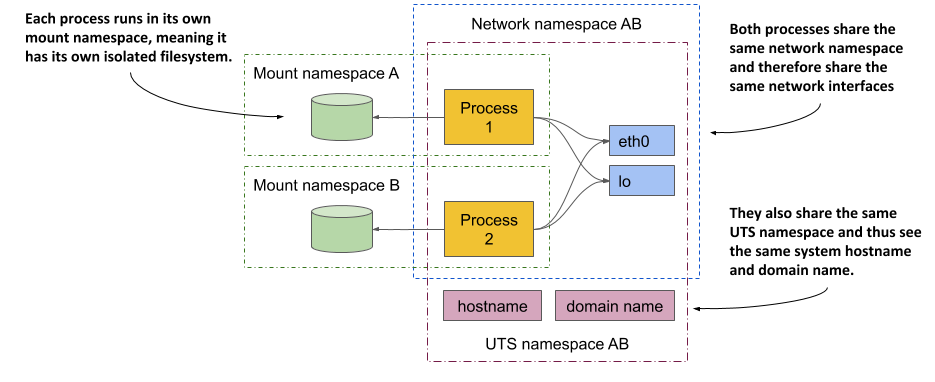 Each process runs in its own
mount namespace, meaning it
has its own isolated filesystem.
Network namespace AB
Both processes share the
same network namespace
and therefore share the
same network interfaces
Mount namespace A
Process
1
eth0
lo
Mount namespace B
Process
2
They also share the same
UTS namespace and thus see
the same system hostname
and domain name.
hostname
domain name
UTS namespace AB